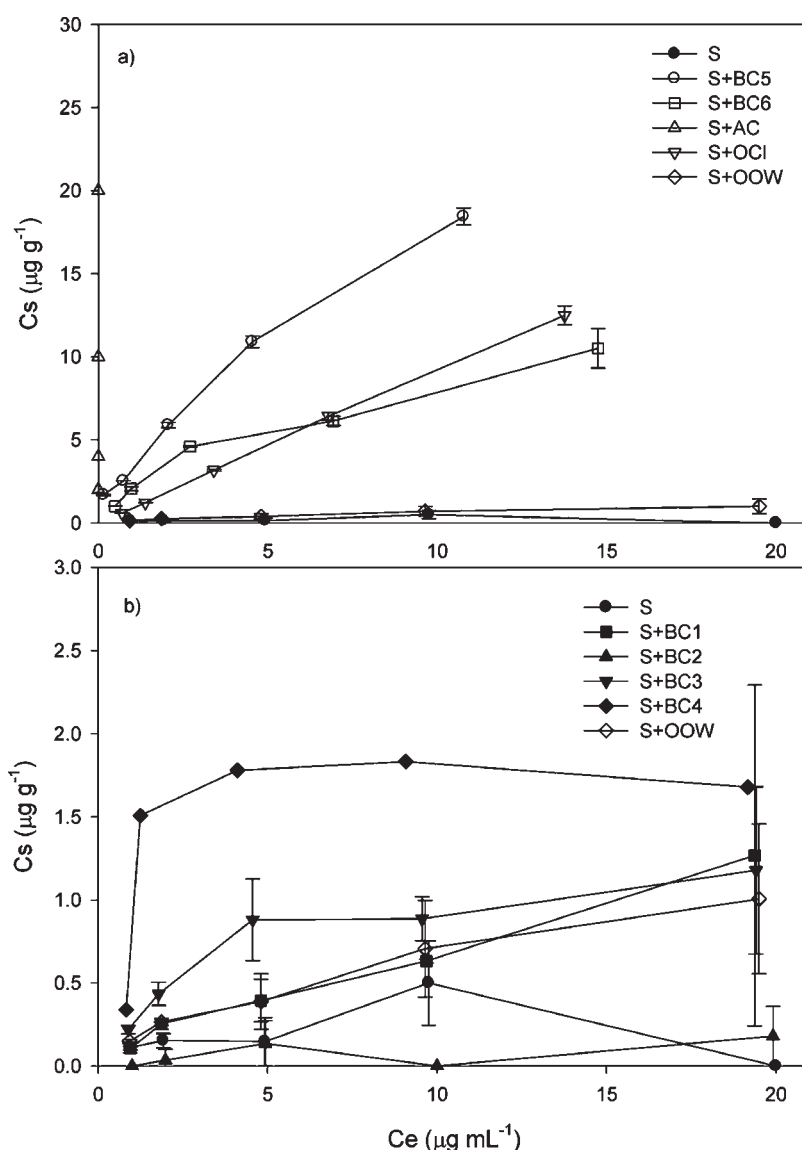 a)
Cs (µg g⁻¹)
30
25
20
15
10
5
0
S
S+BC5
S+BC6
S+AC
S+OCl
S+OOW
0 5 10 15 20
b)
Cs (µg g⁻¹)
3.0
2.5
2.0
1.5
1.0
0.5
0.0
S
S+BC1
S+BC2
S+BC3
S+BC4
S+OOW
0 5 10 15 20
Ce (µg mL⁻¹)